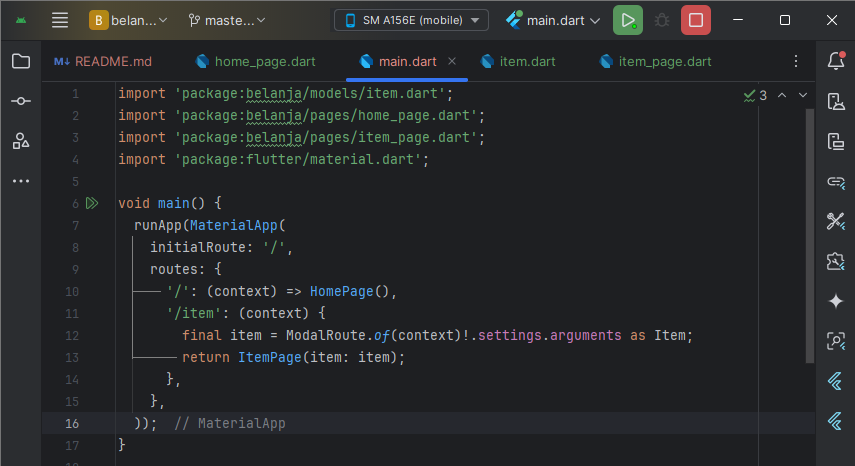 B belan... maste... SM A156E (mobile) main.dart
M↓ README.md home_page.dart main.dart item.dart item_page.dart
1 import 'package:belanja/models/item.dart'; 3
2 import 'package:belanja/pages/home_page.dart';
3 import 'package:belanja/pages/item_page.dart';
4 import 'package:flutter/material.dart';
5
6 void main() {
7 runApp(MaterialApp(
8 initialRoute: '/',
9 routes: {
10 '/': (context) => HomePage(),
11 '/item': (context) {
12 final item = ModalRoute.of(context)!.settings.arguments as Item;
13 return ItemPage(item: item);
14 },
15 },
16 )); // MaterialApp
17 }